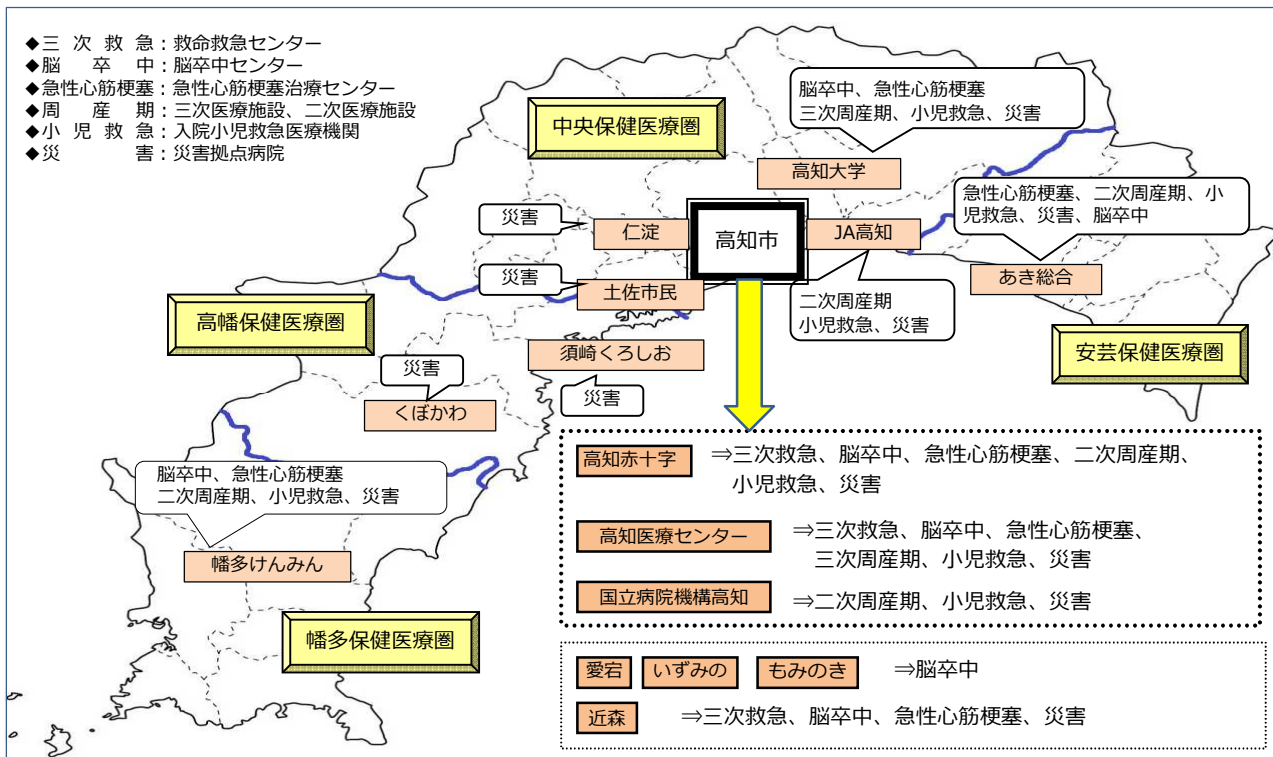 ◆三次救急：救命救急センター
◆脳卒中：脳卒中センター
◆急性心筋梗塞：急性心筋梗塞治療センター
◆周産期：三次医療施設、二次医療施設
◆小児救急：入院小児救急医療機関
◆災害：災害拠点病院
中央保健医療圏
脳卒中、急性心筋梗塞
三次周産期、小児救急、災害
高知大学
急性心筋梗塞、二次周産期、小
児救急、災害、脳卒中
あき総合
災害
仁淀
高知市
JA高知
災害
土佐市民
二次周産期
小児救急、災害
高幡保健医療圏
安芸保健医療圏
須崎くろしお
災害
災害
くぼかわ
脳卒中、急性心筋梗塞
二次周産期、小児救急、災害
幡多けんみん
幡多保健医療圏
高知赤十字 ⇒三次救急、脳卒中、急性心筋梗塞、二次周産期、
小児救急、災害
高知医療センター ⇒三次救急、脳卒中、急性心筋梗塞、
三次周産期、小児救急、災害
国立病院機構高知 ⇒二次周産期、小児救急、災害
愛宕 いずみの もみのき ⇒脳卒中
近森 ⇒三次救急、脳卒中、急性心筋梗塞、災害